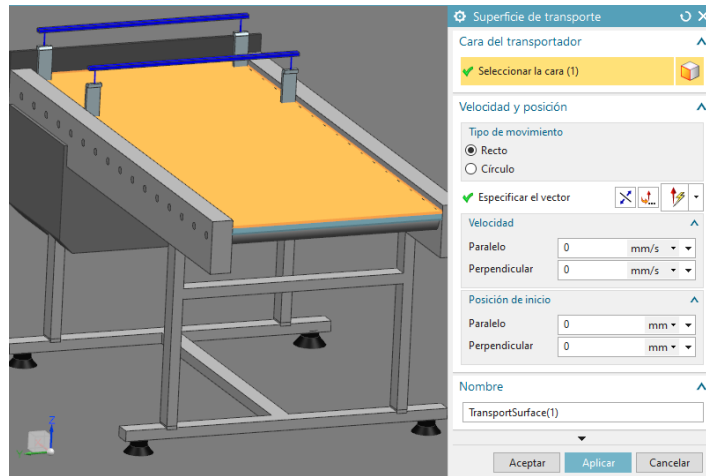 Superficie de transporte
Cara del transportador
Seleccionar la cara (1)
Velocidad y posición
Tipo de movimiento
Recto
Círculo
Especificar el vector
Velocidad
Paralelo 0 mm/s
Perpendicular 0 mm/s
Posición de inicio
Paralelo 0 mm
Perpendicular 0 mm
Nombre
TransportSurface(1)
Aceptar Aplicar Cancelar
Z